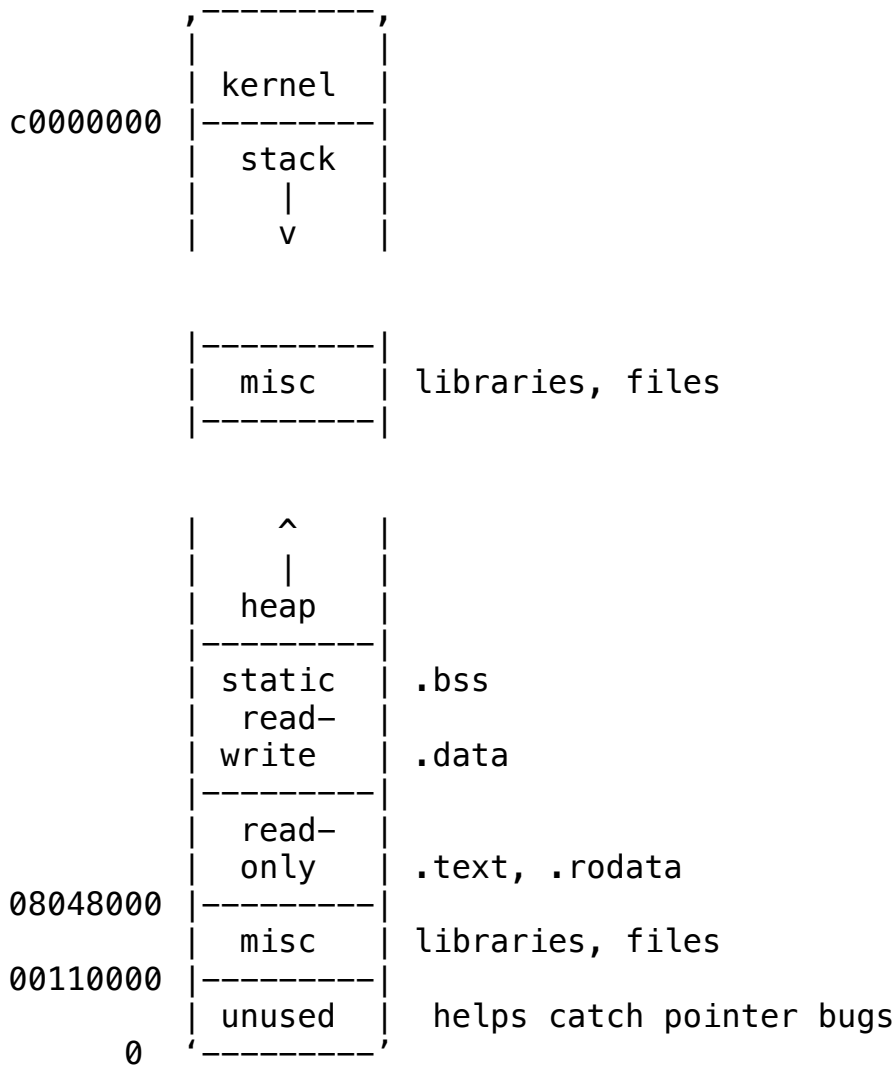 ,---------,
|         |
| kernel  |
c0000000 |---------|
|  stack  |
|    |    |
|    v    |
|---------|
|  misc   | libraries, files
|---------|
|    ^    |
|    |    |
|  heap   |
|---------|
| static  | .bss
|  read-  |
| write   | .data
|---------|
|  read-  |
|  only   | .text, .rodata
08048000 |---------|
|  misc   | libraries, files
00110000 |---------|
| unused  |  helps catch pointer bugs
0 ‘---------’